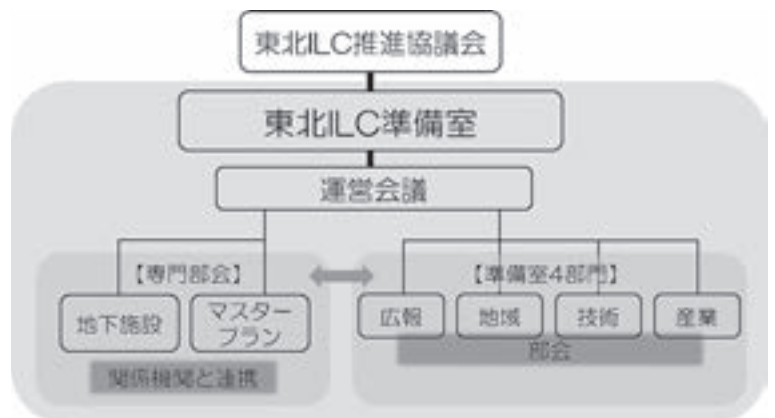 東北ILC推進協議会
東北ILC準備室
運営会議
【専門部会】
地下施設
マスター
プラン
関係機関と連携
【準備室4部門】
広報
地域
技術
産業
部会